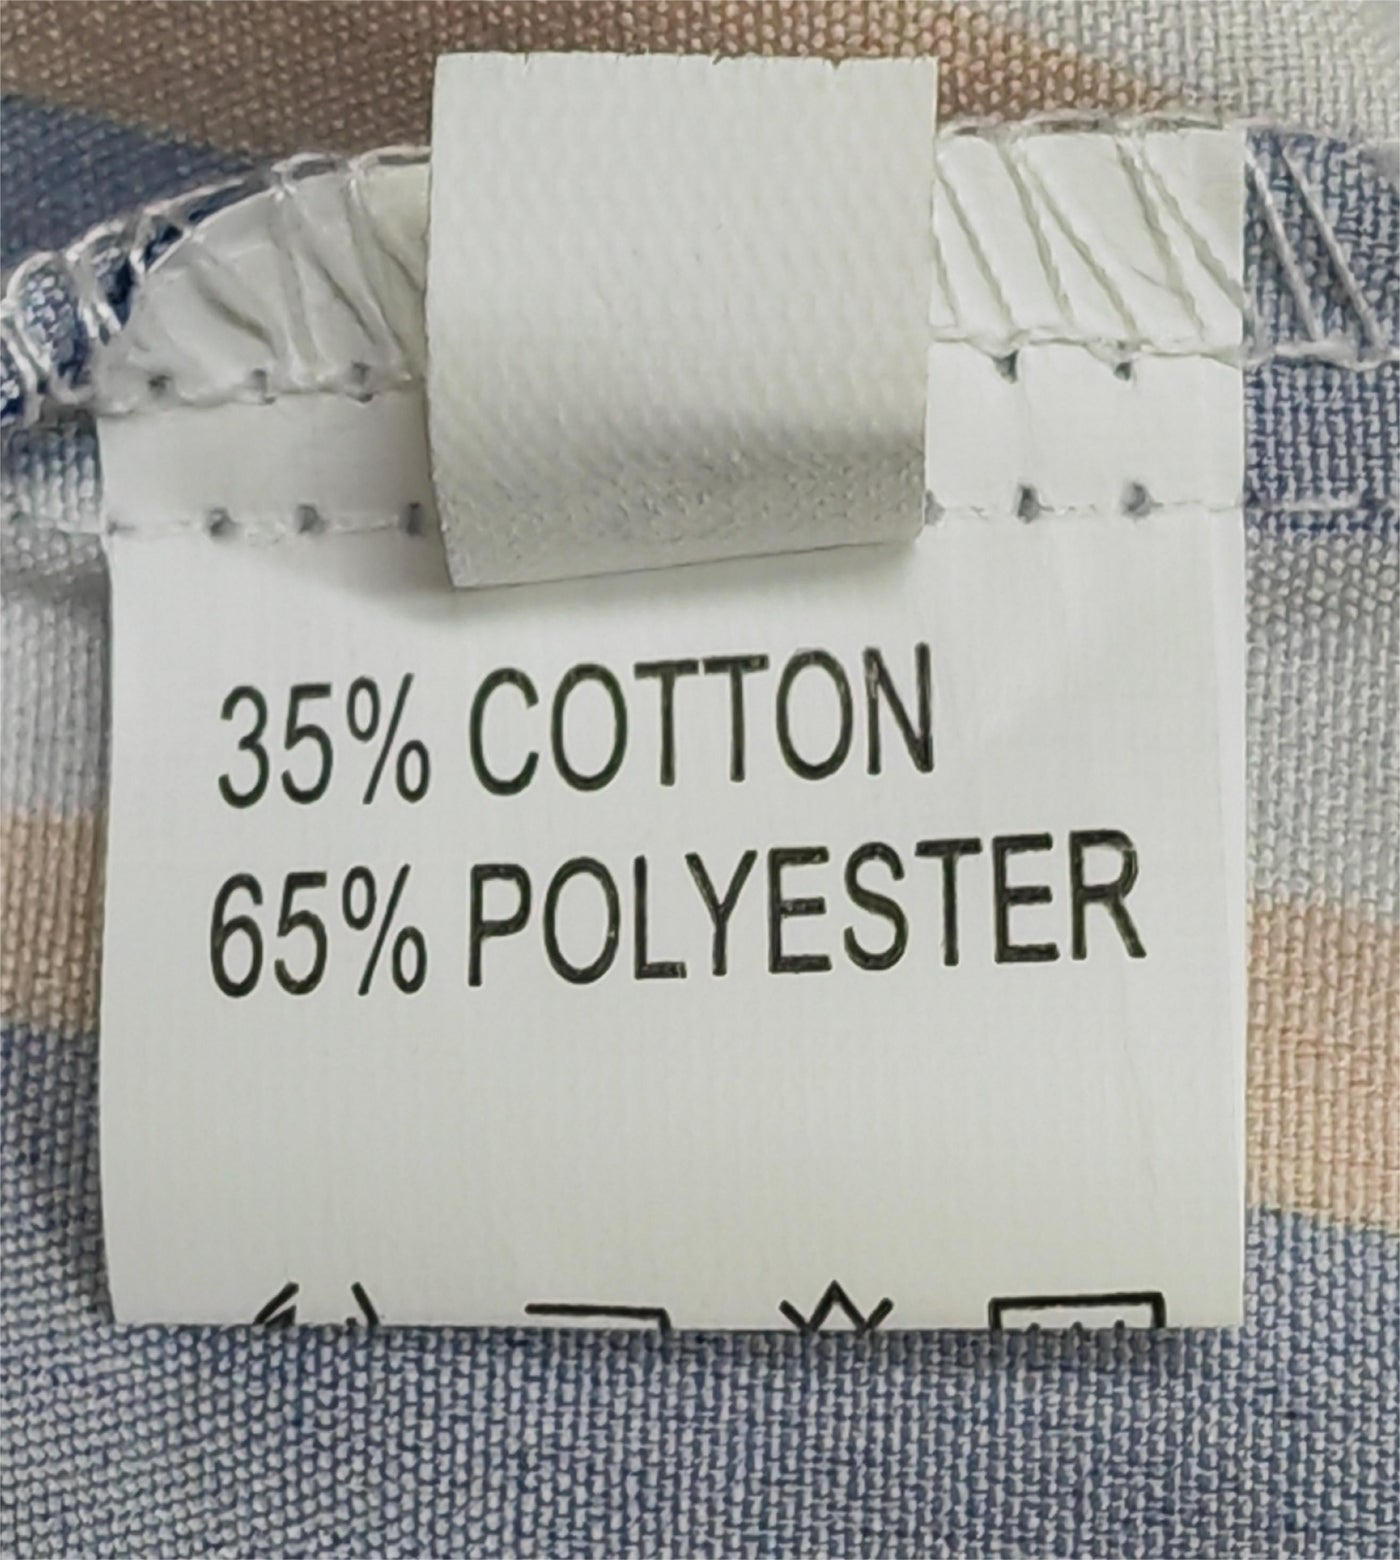 35% COTTON
65% POLYESTER